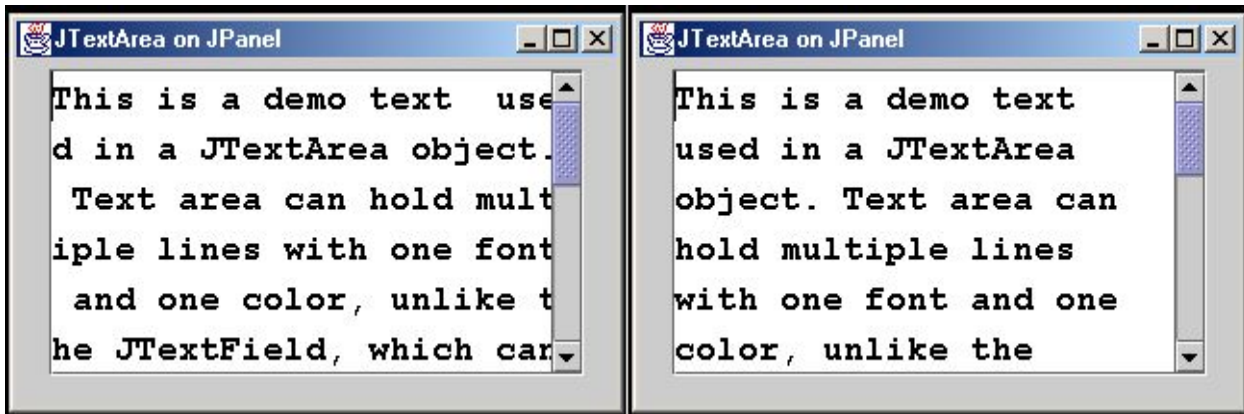 JTextArea on JPanel
This is a demo text  use
d in a JTextArea object.
 Text area can hold mult
iple lines with one font
 and one color, unlike t
he JTextField, which can
JTextArea on JPanel
This is a demo text
used in a JTextArea
object. Text area can
hold multiple lines
with one font and one
color, unlike the